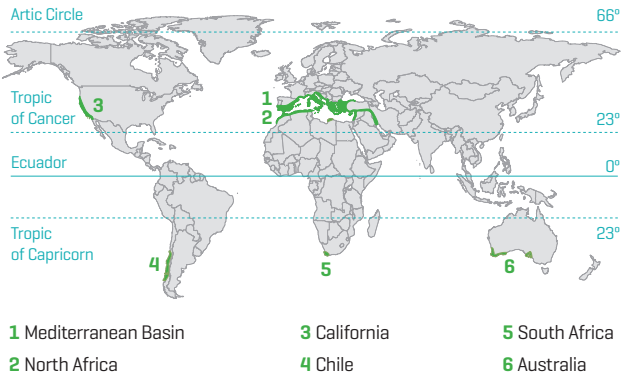 Artic Circle 66º
1
Tropic 3
of Cancer 2 23º
Ecuador 0º
Tropic 23º
of Capricorn
4 5 6
1 Mediterranean Basin 3 California 5 South Africa
2 North Africa 4 Chile 6 Australia